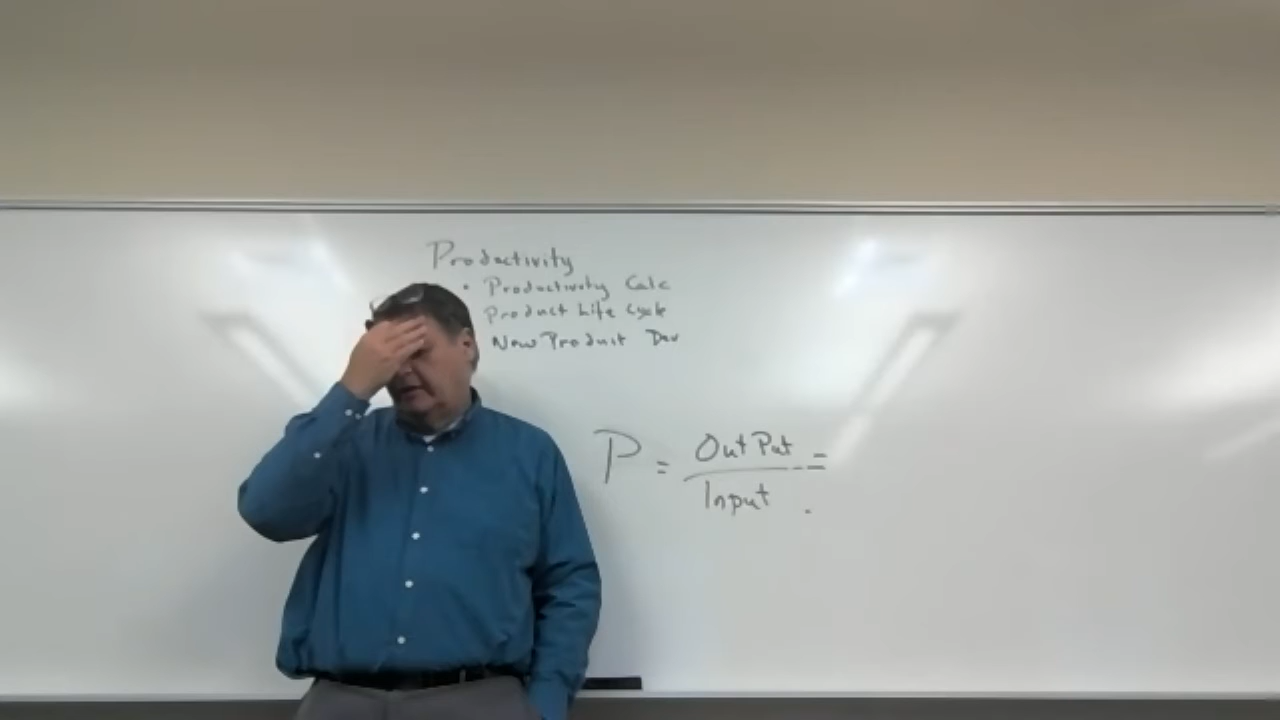 Productivity
• Productivity Calc
Product Life Cycle
New Product Dev
P = OutPut =
Input .